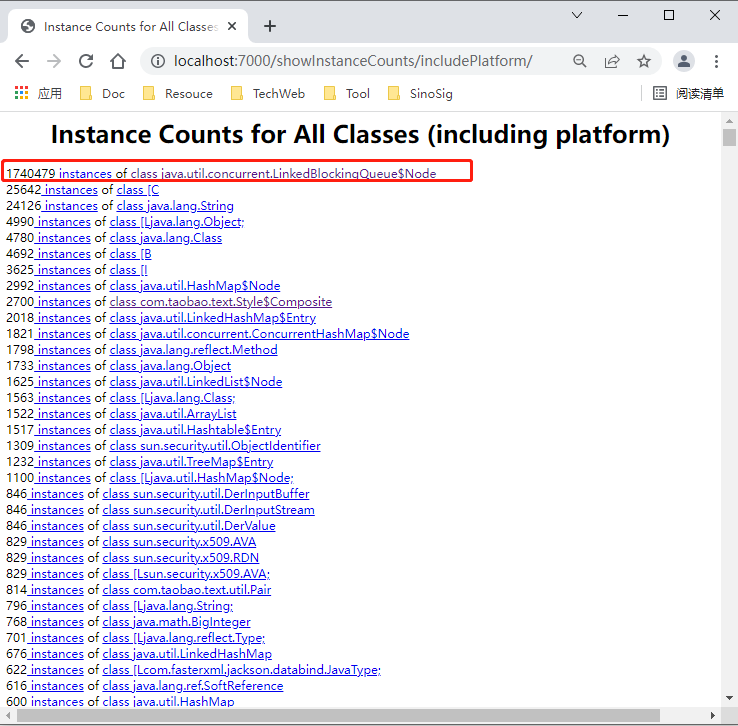 Instance Counts for All Classes
localhost:7000/showInstanceCounts/includePlatform/
应用 Doc Resouce TechWeb Tool SinoSig 阅读清单
Instance Counts for All Classes (including platform)
1740479 instances of class java.util.concurrent.LinkedBlockingQueue$Node
25642 instances of class [C
24126 instances of class java.lang.String
4990 instances of class [Ljava.lang.Object;
4780 instances of class java.lang.Class
4692 instances of class [B
3625 instances of class [I
2992 instances of class java.util.HashMap$Node
2700 instances of class com.taobao.text.Style$Composite
2018 instances of class java.util.LinkedHashMap$Entry
1821 instances of class java.util.concurrent.ConcurrentHashMap$Node
1798 instances of class java.lang.reflect.Method
1733 instances of class java.lang.Object
1625 instances of class java.util.LinkedList$Node
1563 instances of class [Ljava.lang.Class;
1522 instances of class java.util.ArrayList
1517 instances of class java.util.Hashtable$Entry
1309 instances of class sun.security.util.ObjectIdentifier
1232 instances of class java.util.TreeMap$Entry
1100 instances of class [Ljava.util.HashMap$Node;
846 instances of class sun.security.util.DerInputBuffer
846 instances of class sun.security.util.DerInputStream
846 instances of class sun.security.util.DerValue
829 instances of class sun.security.x509.AVA
829 instances of class sun.security.x509.RDN
829 instances of class [Lsun.security.x509.AVA;
814 instances of class com.taobao.text.util.Pair
796 instances of class [Ljava.lang.String;
768 instances of class java.math.BigInteger
701 instances of class [Ljava.lang.reflect.Type;
676 instances of class java.util.LinkedHashMap
622 instances of class [Lcom.fasterxml.jackson.databind.JavaType;
616 instances of class java.lang.ref.SoftReference
600 instances of class java.util.HashMap